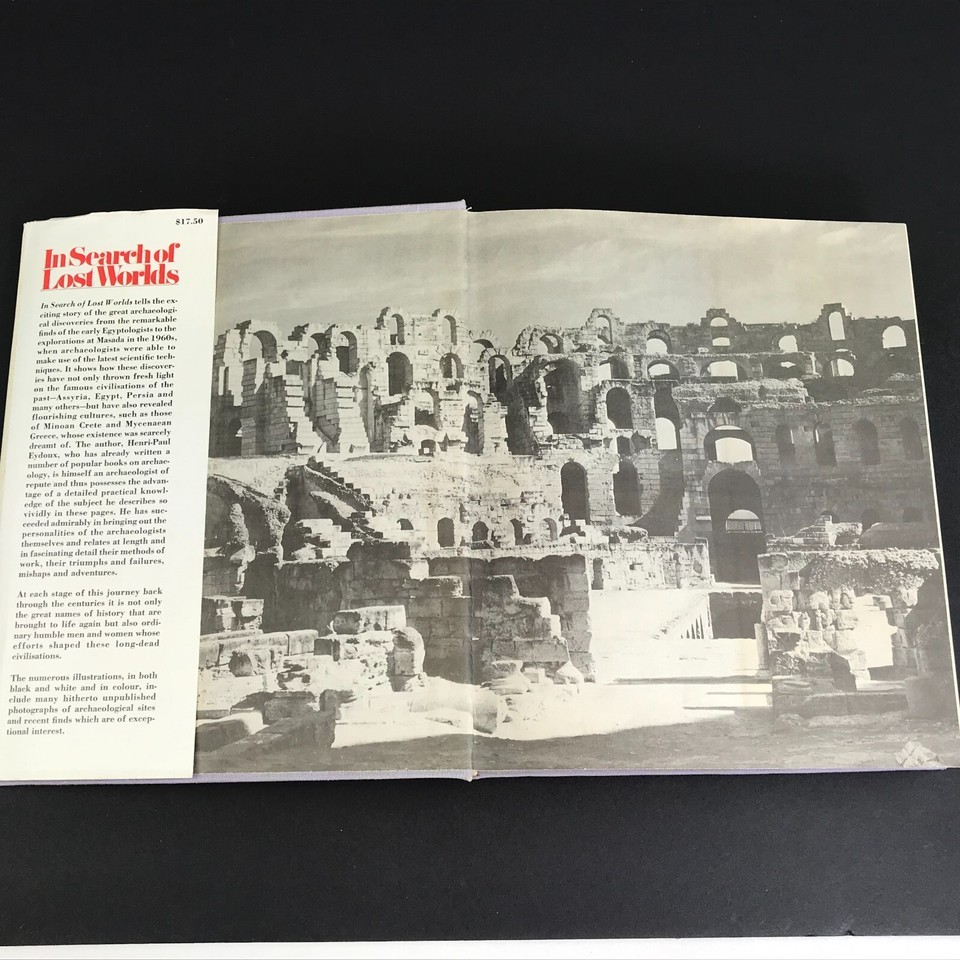 $17.50
In Search of
Lost Worlds
In Search of Lost Worlds tells the ex-
citing story of the great archaeologi-
cal discoveries from the remarkable
finds of the early Egyptologists to the
explorations at Masada in the 1960s,
when archaeologists were able to
make use of the latest scientific tech-
niques. It shows how these discover-
ies have not only thrown fresh light
on the famous civilisations of the
past—Assyria, Egypt, Persia and
many others—but have also revealed
flourishing cultures, such as those
of Minoan Crete and Mycenaean
Greece, whose existence was scarcely
dreamt of. The author, Henri-Paul
Eydoux, who has already written a
number of popular books on archae-
ology, is himself an archaeologist of
repute and thus possesses the advan-
tage of a detailed practical knowl-
edge of the subject he describes so
vividly in these pages. He has suc-
ceeded admirably in bringing out the
personalities of the archaeologists
themselves and relates at length and
in fascinating detail their methods of
work, their triumphs and failures,
mishaps and adventures.
At each stage of this journey back
through the centuries it is not only
the great names of history that are
brought to life again but also ordi-
nary humble men and women whose
efforts shaped these long-dead
civilisations.
The numerous illustrations, in both
black and white and in colour, in-
clude many hitherto unpublished
photographs of archaeological sites
and recent finds which are of excep-
tional interest.